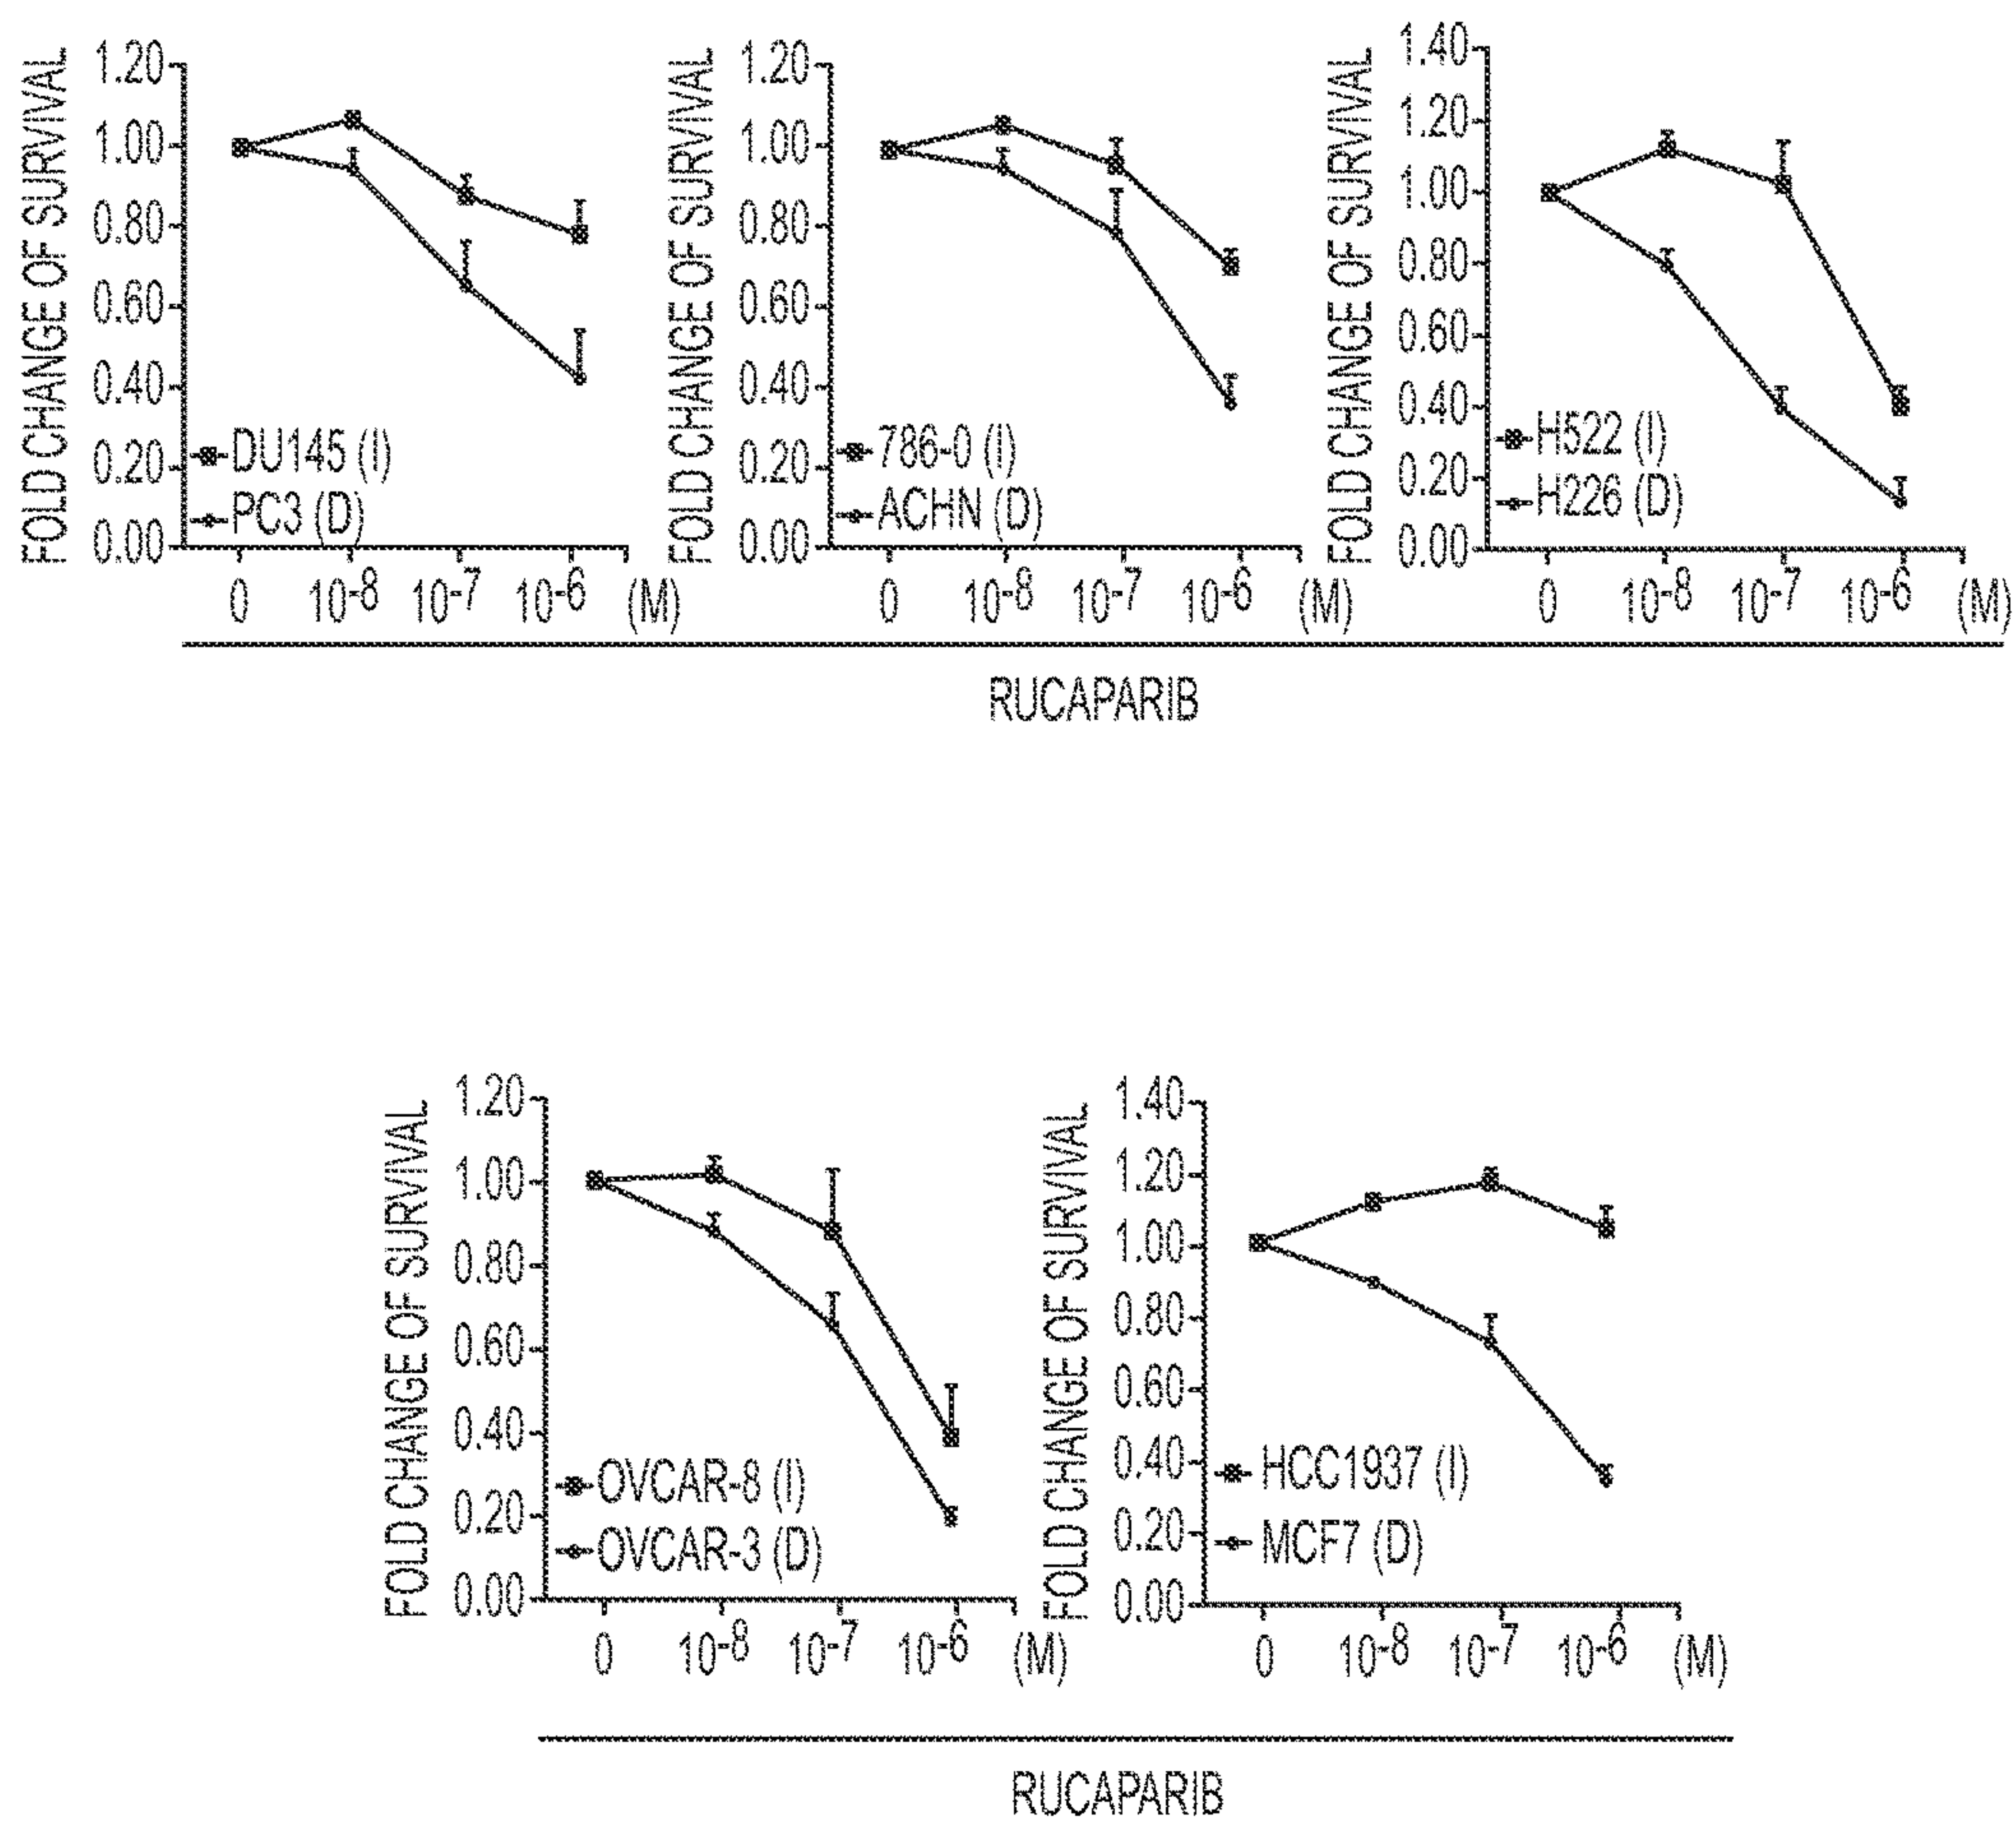 FOLD CHANGE OF SURVIVAL
1.20
1.00
0.80
0.60
0.40
0.20
0.00
DU145 (I)
PC3 (D)
0 10-8 10-7 10-6 (M)
FOLD CHANGE OF SURVIVAL
1.20
1.00
0.80
0.60
0.40
0.20
0.00
786-0 (I)
ACHN (D)
0 10-8 10-7 10-6 (M)
FOLD CHANGE OF SURVIVAL
1.40
1.20
1.00
0.80
0.60
0.40
0.20
0.00
H522 (I)
H226 (D)
0 10-8 10-7 10-6 (M)
RUCAPARIB
FOLD CHANGE OF SURVIVAL
1.20
1.00
0.80
0.60
0.40
0.20
0.00
OVCAR-8 (I)
OVCAR-3 (D)
0 10-8 10-7 10-6 (M)
FOLD CHANGE OF SURVIVAL
1.40
1.20
1.00
0.80
0.60
0.40
0.20
0.00
HCC1937 (I)
MCF7 (D)
0 10-8 10-7 10-6 (M)
RUCAPARIB